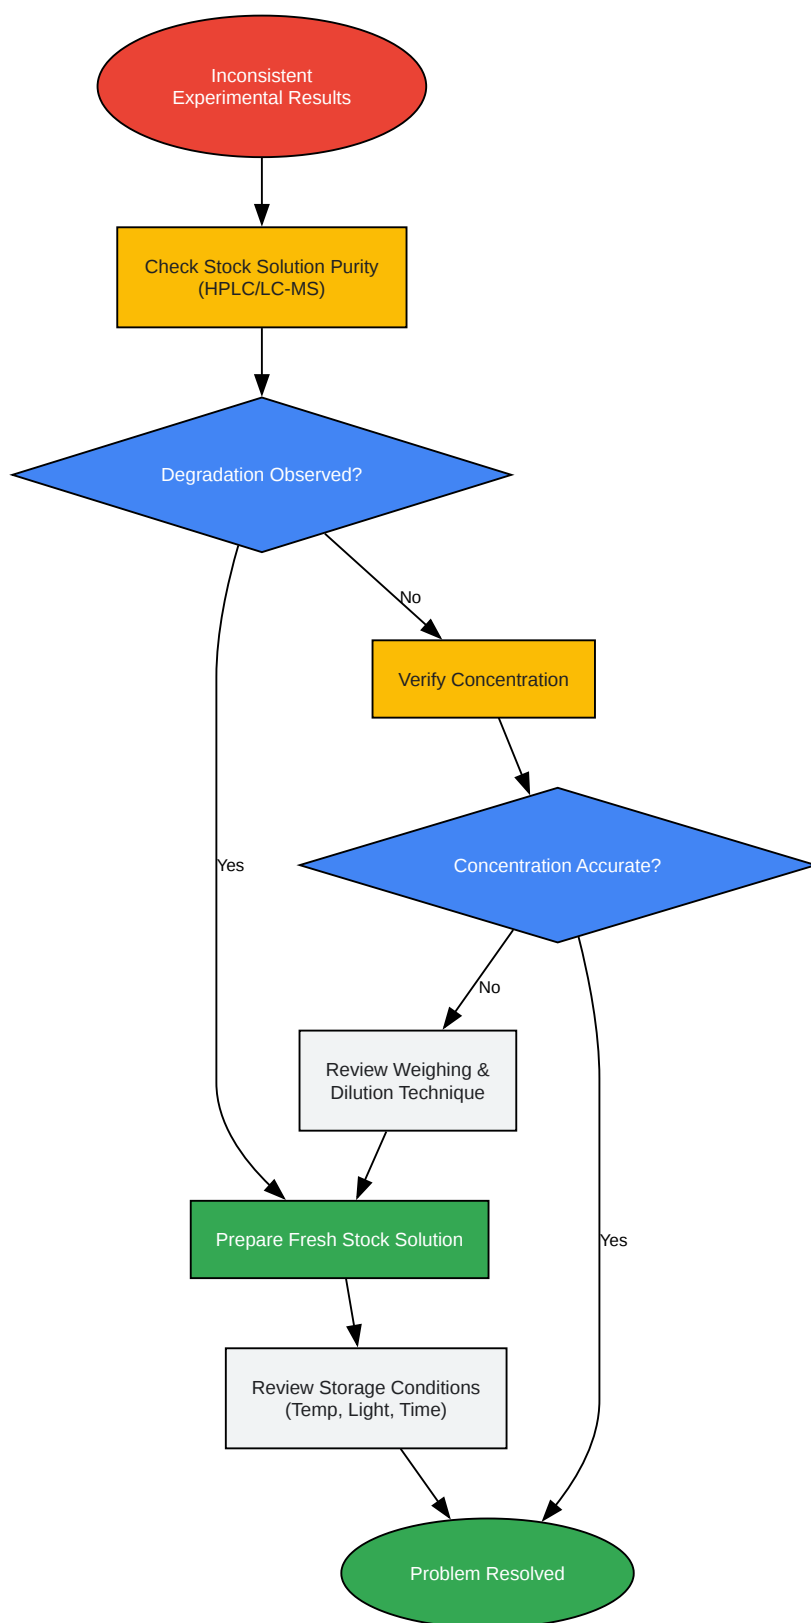 Inconsistent
Experimental Results
Check Stock Solution Purity
(HPLC/LC-MS)
Degradation Observed?
No
Verify Concentration
Yes
Concentration Accurate?
No
Review Weighing &
Dilution Technique
Prepare Fresh Stock Solution
Yes
Review Storage Conditions
(Temp, Light, Time)
Problem Resolved